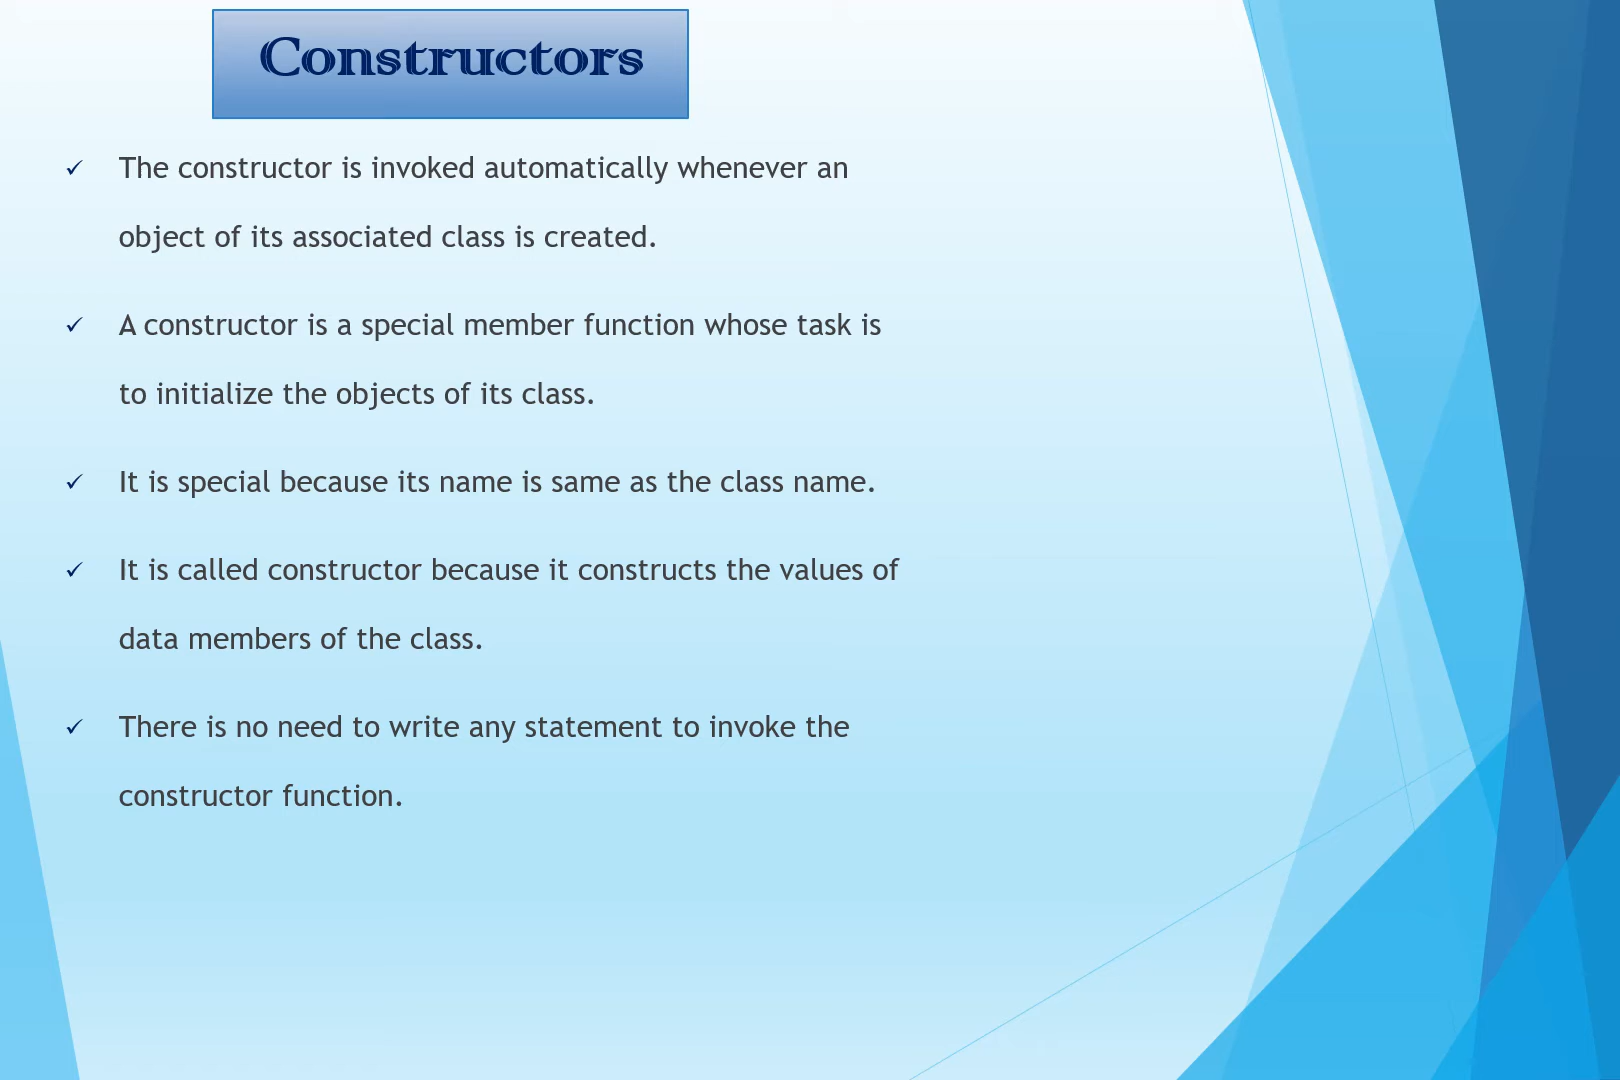 Constructors
✓ The constructor is invoked automatically whenever an
object of its associated class is created.
✓ A constructor is a special member function whose task is
to initialize the objects of its class.
✓ It is special because its name is same as the class name.
✓ It is called constructor because it constructs the values of
data members of the class.
✓ There is no need to write any statement to invoke the
constructor function.